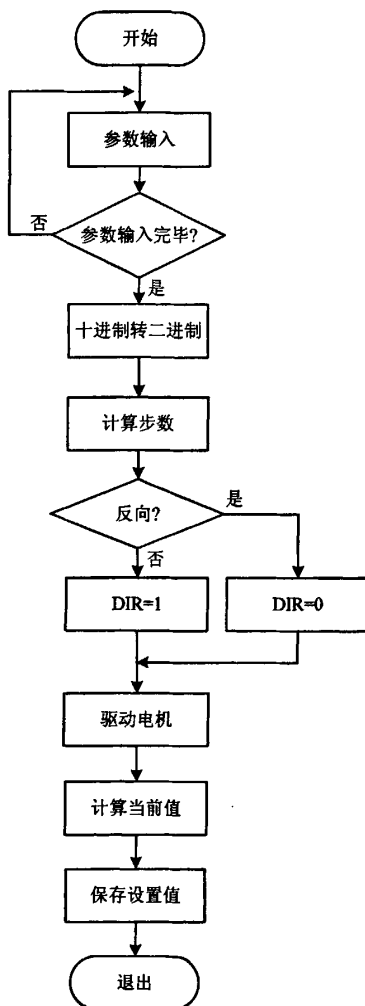 开始
参数输入
否
参数输入完毕?
是
十进制转二进制
计算步数
反向?
是
否
DIR=1
DIR=0
驱动电机
计算当前值
保存设置值
退出